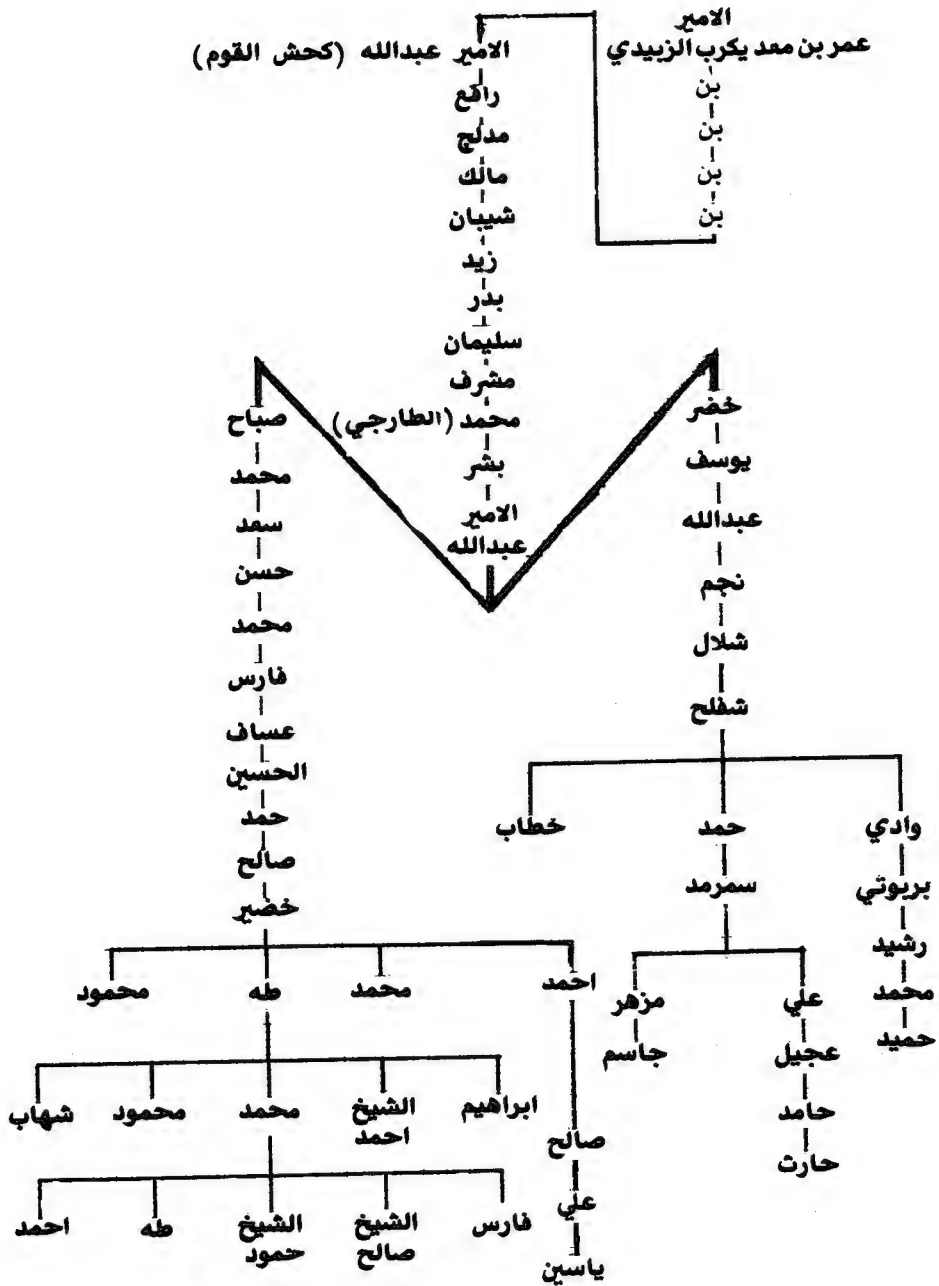 الامير
عمر بن معد يكرب الزبيدي
بن
بن
بن
بن
الامير عبدالله (كحش القوم)
رافع
مدلج
مالك
شيبان
زيد
بدر
سليمان
مشرف
محمد (الطارجي)
بشر
الامير
عبدالله
خضر
يوسف
عبدالله
نجم
شلال
شفلح
وادي حمد خطاب
بربوتي
رشيد
محمد
حميد
سمرمد
علي مزهر
عجيل جاسم
حامد
حارث
صباح
محمد
سعد
حسن
محمد
فارس
عساف
الحسين
حمد
صالح
خضير
احمد محمد طه محمود
صالح
علي
ياسين
ابراهيم الشيخ احمد محمد محمود شهاب
فارس الشيخ صالح الشيخ حمود طه احمد